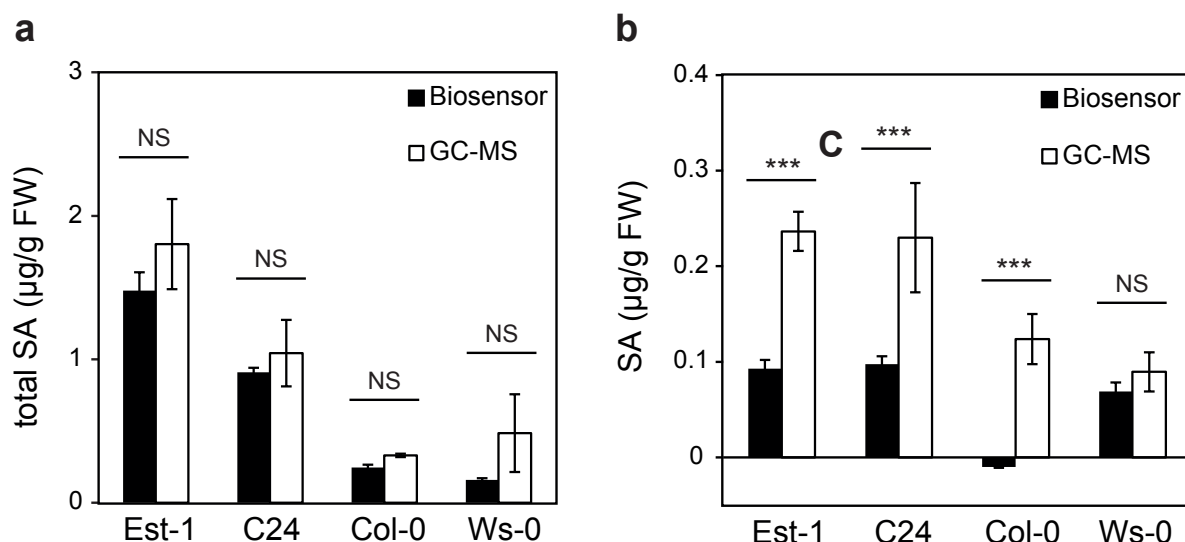 a
total SA (µg/g FW)
3
2
1
0
Biosensor
GC-MS
NS
NS
NS
NS
Est-1
C24
Col-0
Ws-0
b
SA (µg/g FW)
0.4
0.3
0.2
0.1
0
Biosensor
GC-MS
***
C
***
***
NS
Est-1
C24
Col-0
Ws-0